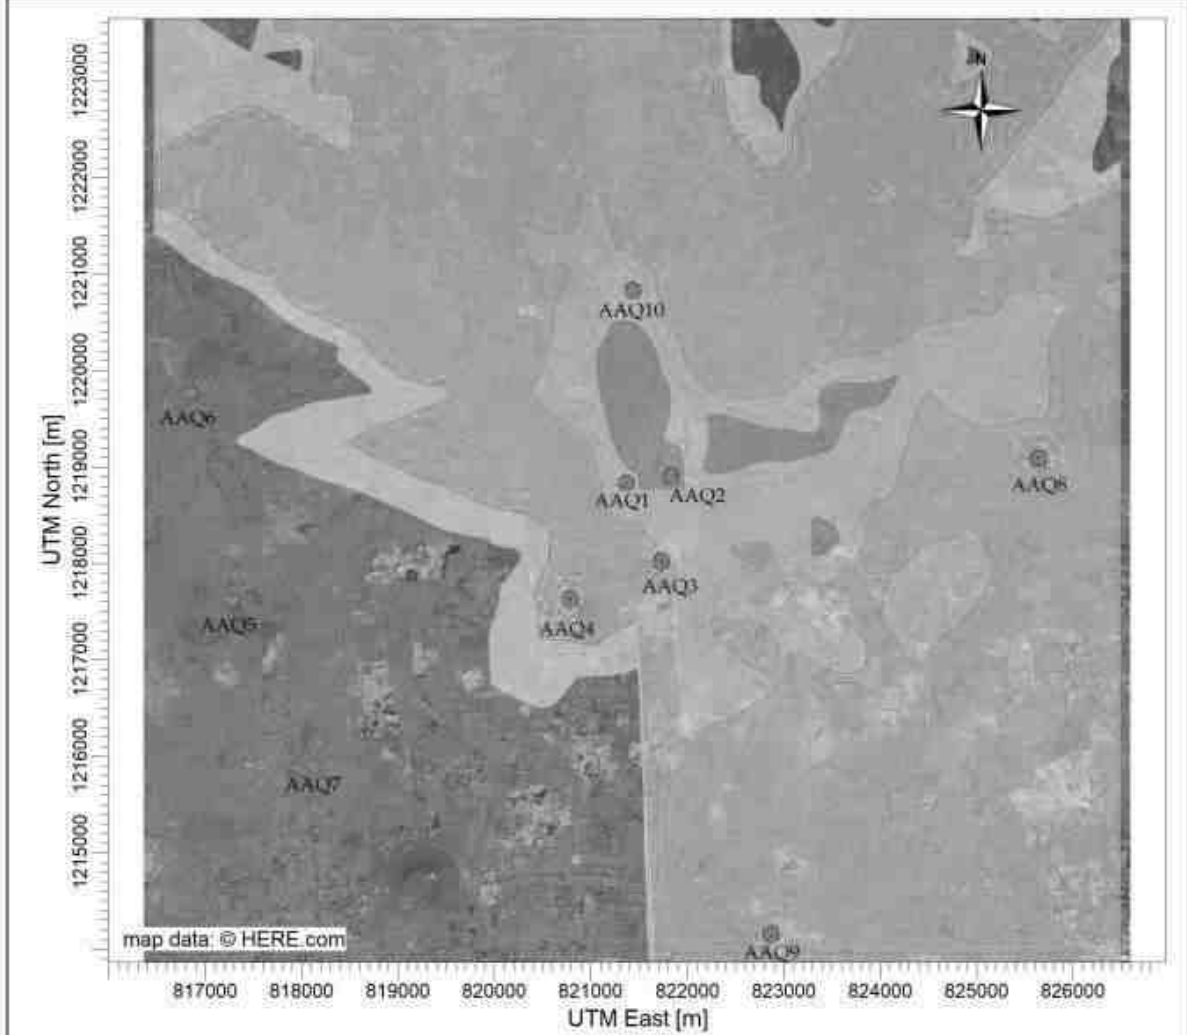 N
1223000
1222000
1221000
1220000
1219000
1218000
1217000
1216000
1215000
UTM North [m]
AAQ10
AAQ6
AAQ1
AAQ2
AAQ8
AAQ3
AAQ5
AAQ4
AAQ7
AAQ9
map data: © HERE.com
817000 818000 819000 820000 821000 822000 823000 824000 825000 826000
UTM East [m]